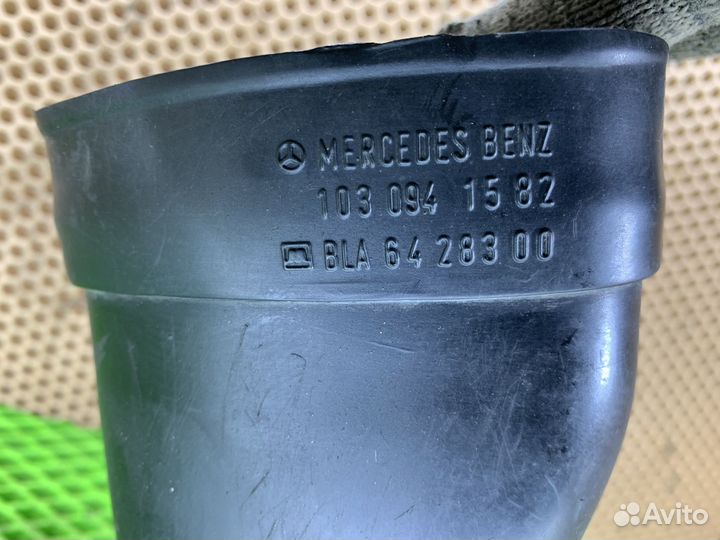 MERCEDES BENZ
103 094 15 82
BLA 64 283 00
Avito